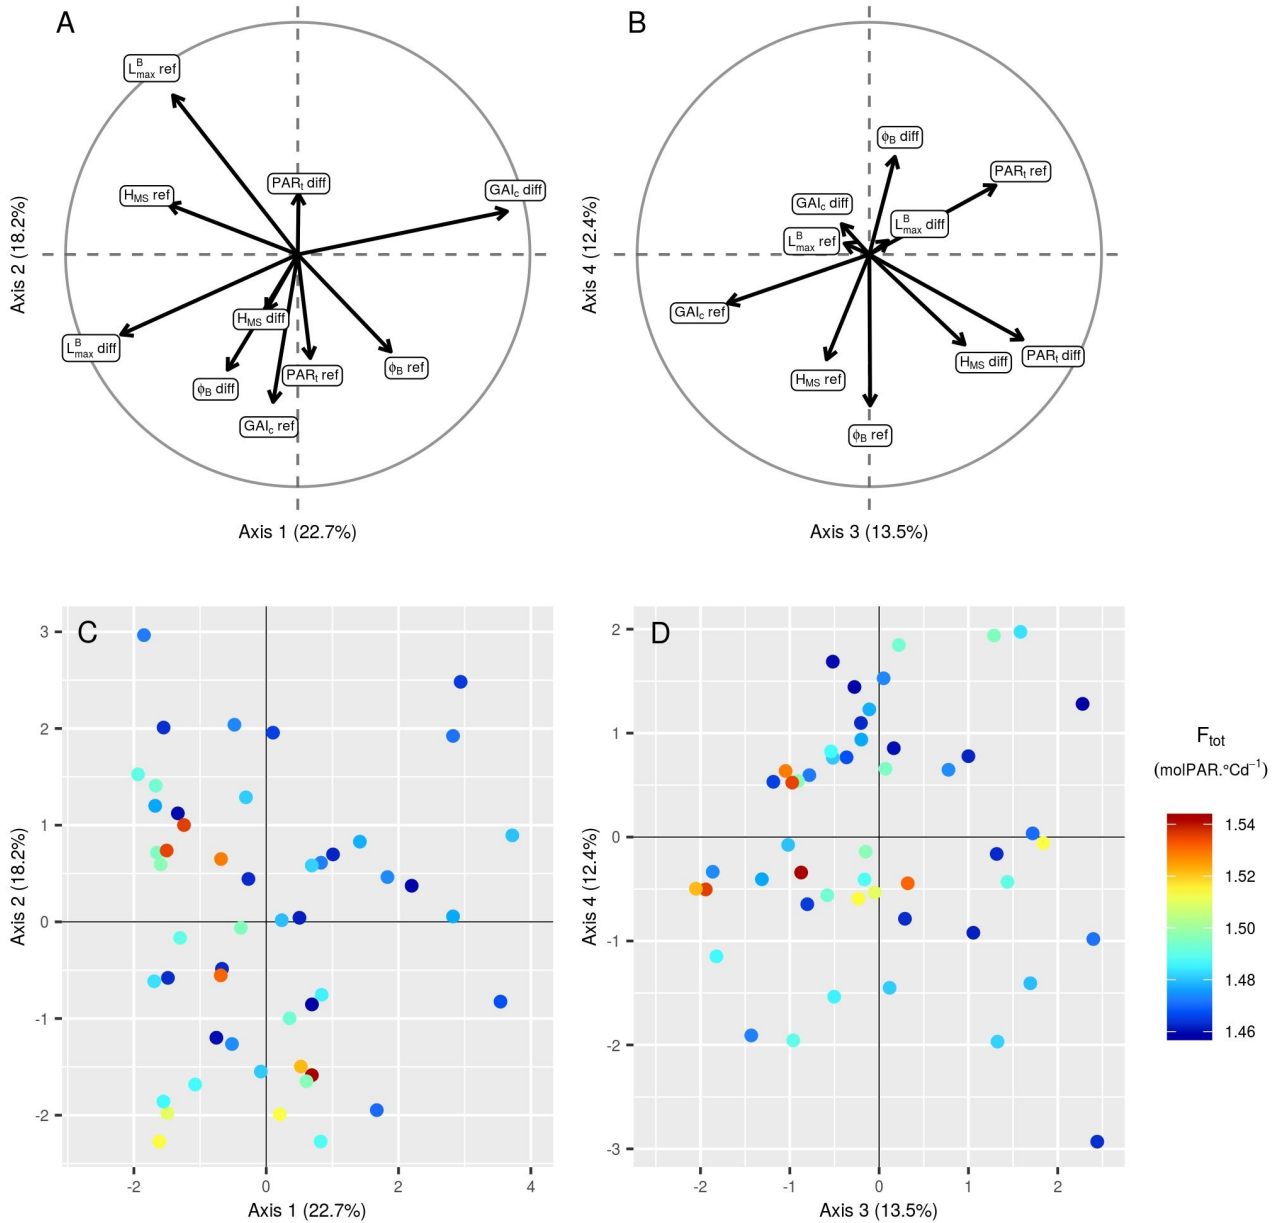 A
L^B_max ref
H_MS ref
PAR_t diff
GAI_c diff
L^B_max diff
H_MS diff
ϕ_B diff
PAR_t ref
ϕ_B ref
GAI_c ref
Axis 2 (18.2%)
Axis 1 (22.7%)
B
ϕ_B diff
PAR_t ref
GAI_c diff
L^B_max diff
L^B_max ref
GAI_c ref
H_MS ref
H_MS diff
PAR_t diff
ϕ_B ref
Axis 4 (12.4%)
Axis 3 (13.5%)
C
3
2
1
0
-1
-2
-2 0 2 4
Axis 2 (18.2%)
Axis 1 (22.7%)
D
2
1
0
-1
-2
-3
-2 -1 0 1 2
Axis 4 (12.4%)
Axis 3 (13.5%)
F_tot
(molPAR.°Cd⁻¹)
1.54
1.52
1.50
1.48
1.46